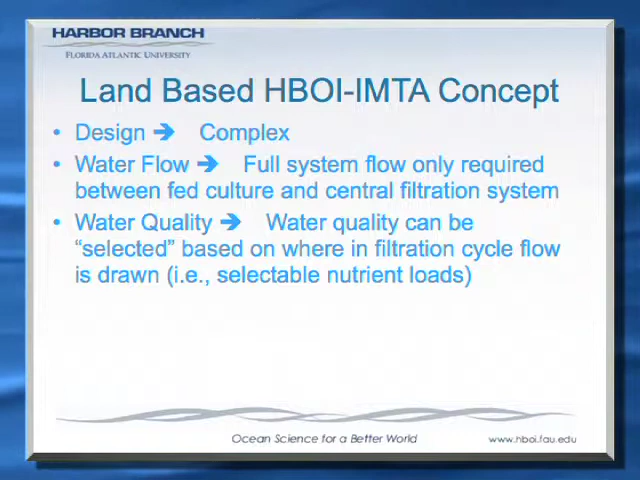 HARBOR BRANCH
FLORIDA ATLANTIC UNIVERSITY
Land Based HBOI-IMTA Concept
• Design ➔ Complex
• Water Flow ➔ Full system flow only required
between fed culture and central filtration system
• Water Quality ➔ Water quality can be
“selected” based on where in filtration cycle flow
is drawn (i.e., selectable nutrient loads)
Ocean Science for a Better World
www.hboi.fau.edu